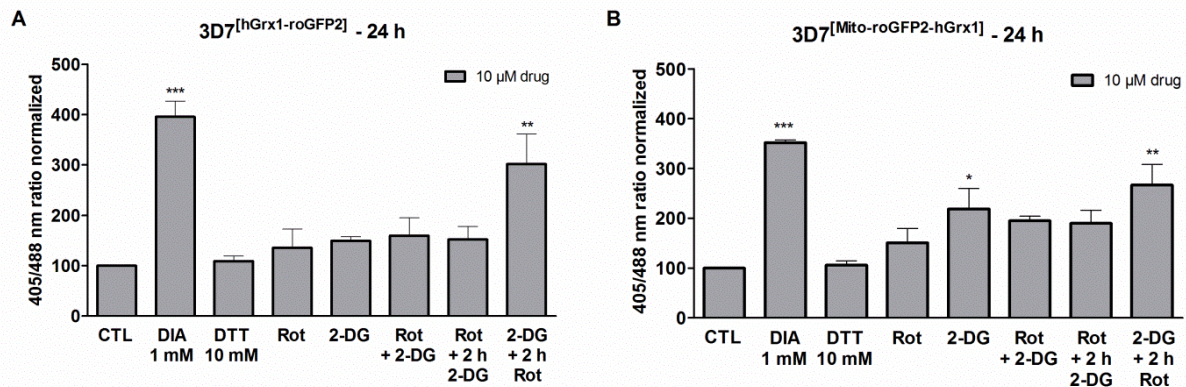 A
3D7[hGrx1-roGFP2] - 24 h
405/488 nm ratio normalized
500
400
300
200
100
0
10 µM drug
***
**
CTL
DIA
1 mM
DTT
10 mM
Rot
2-DG
Rot
+ 2-DG
Rot
+ 2 h
2-DG
2-DG
+ 2 h
Rot
B
3D7[Mito-roGFP2-hGrx1] - 24 h
405/488 nm ratio normalized
500
400
300
200
100
0
10 µM drug
***
*
**
CTL
DIA
1 mM
DTT
10 mM
Rot
2-DG
Rot
+ 2-DG
Rot
+ 2 h
2-DG
2-DG
+ 2 h
Rot